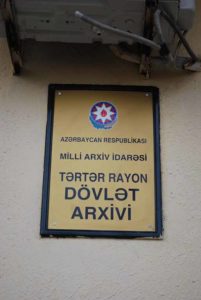 AZƏRBAYCAN RESPUBLİKASI
MİLLİ ARXİV İDARƏSİ
TƏRTƏR RAYON
DÖVLƏT
ARXİVİ